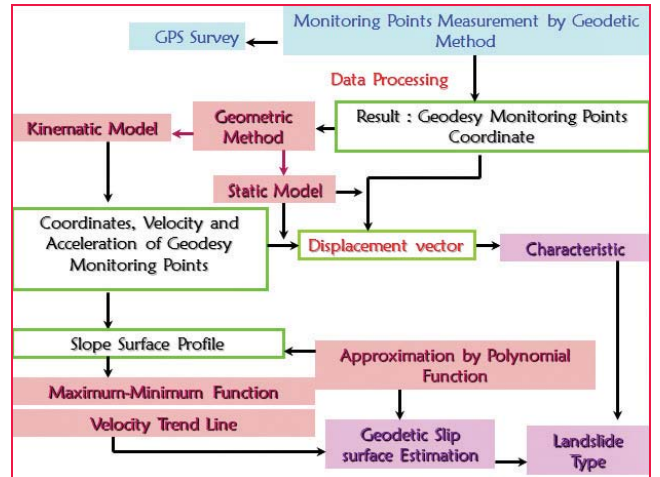 Monitoring Points Measurement by Geodetic
Method
GPS Survey
Data Processing
Kinematic Model
Geometric
Method
Result : Geodesy Monitoring Points
Coordinate
Static Model
Coordinates, Velocity and
Acceleration of Geodesy
Monitoring Points
Displacement vector
Characteristic
Slope Surface Profile
Approximation by Polynomial
Function
Maximum-Minimum Function
Velocity Trend Line
Geodetic Slip
surface Estimation
Landslide
Type